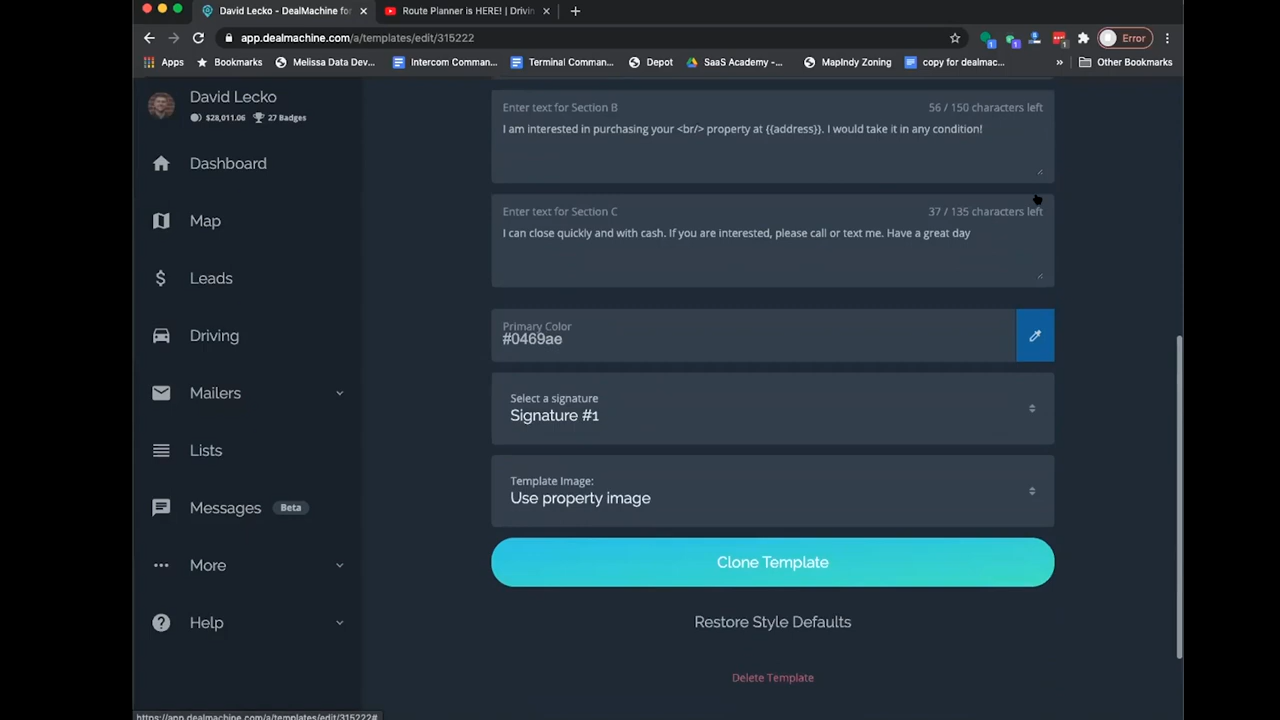 David Lecko - DealMachine for
Route Planner is HERE! | Drivin
app.dealmachine.com/a/templates/edit/315222
Error
Apps
Bookmarks
Melissa Data Dev...
Intercom Comman...
Terminal Comman...
Depot
SaaS Academy -...
MapIndy Zoning
copy for dealmac...
»
Other Bookmarks
David Lecko
$28,011.06
27 Badges
Dashboard
Map
Leads
Driving
Mailers
Lists
Messages
Beta
More
Help
Enter text for Section B
56 / 150 characters left
I am interested in purchasing your <br/> property at {{address}}. I would take it in any condition!
Enter text for Section C
37 / 135 characters left
I can close quickly and with cash. If you are interested, please call or text me. Have a great day
Primary Color
#0469ae
Select a signature
Signature #1
Template Image:
Use property image
Clone Template
Restore Style Defaults
Delete Template
https://app.dealmachine.com/a/templates/edit/315222#